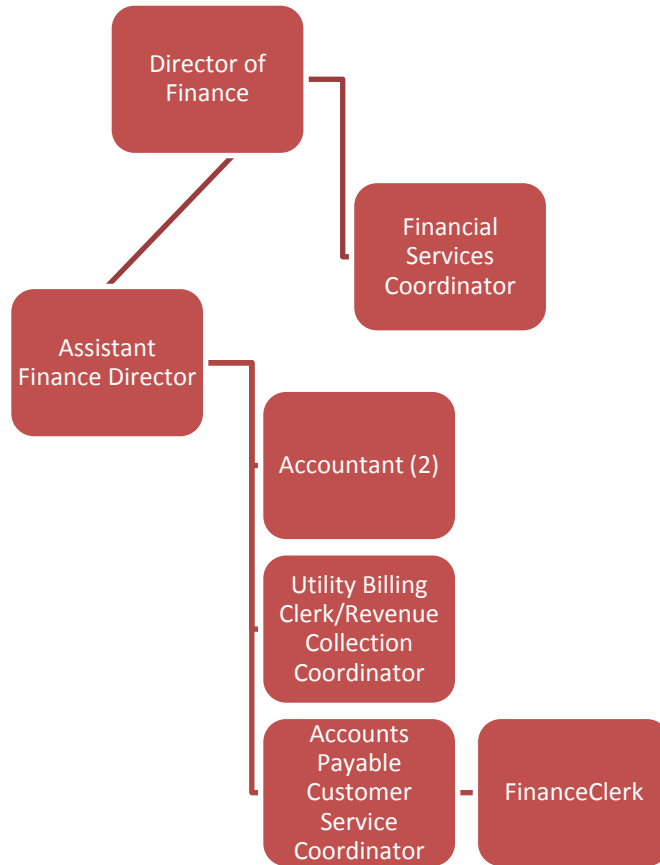 Director of
Finance
Financial
Services
Coordinator
Assistant
Finance Director
Accountant (2)
Utility Billing
Clerk/Revenue
Collection
Coordinator
Accounts
Payable
Customer
Service
Coordinator
FinanceClerk